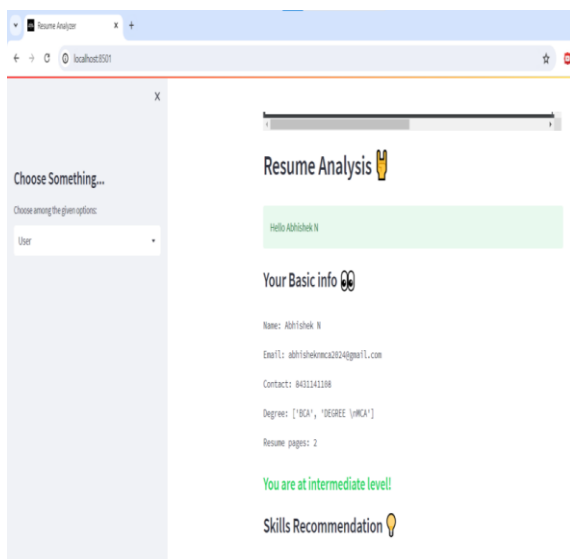 Resume Analyzer
localhost:8501
Choose Something...
Choose among the given options:
User
Resume Analysis
Hello Abhishek N
Your Basic info
Name: Abhishek N
Email: abhisheknmca2024@gmail.com
Contact: 8431141108
Degree: ['BCA', 'DEGREE \nMCA']
Resume pages: 2
You are at intermediate level!
Skills Recommendation